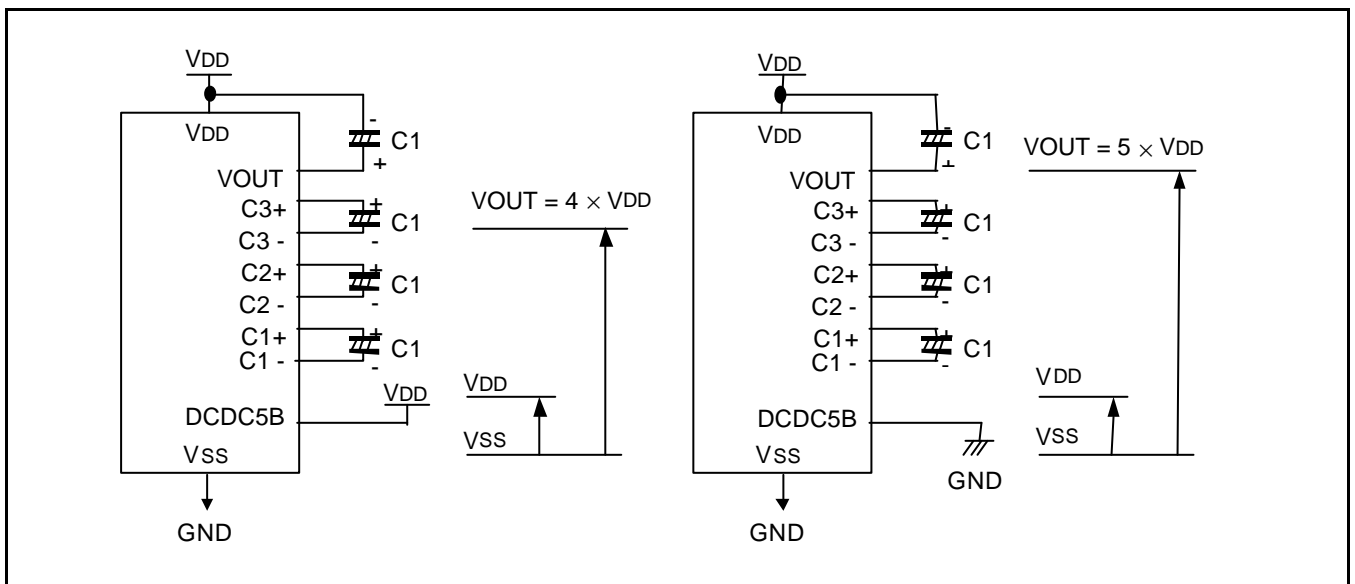 VDD
VDD
-
C1
+
VOUT
C3+
+
C1
C3 -
-
C2+
+
C1
C2 -
-
C1+
+
C1
C1 -
-
DCDC5B
VDD
VSS
GND
VOUT = 4 × VDD
VDD
VSS
VDD
VDD
-
C1
+
VOUT
C3+
+
C1
C3 -
-
C2+
+
C1
C2 -
-
C1+
+
C1
C1 -
-
DCDC5B
GND
VSS
GND
VOUT = 5 × VDD
VDD
VSS